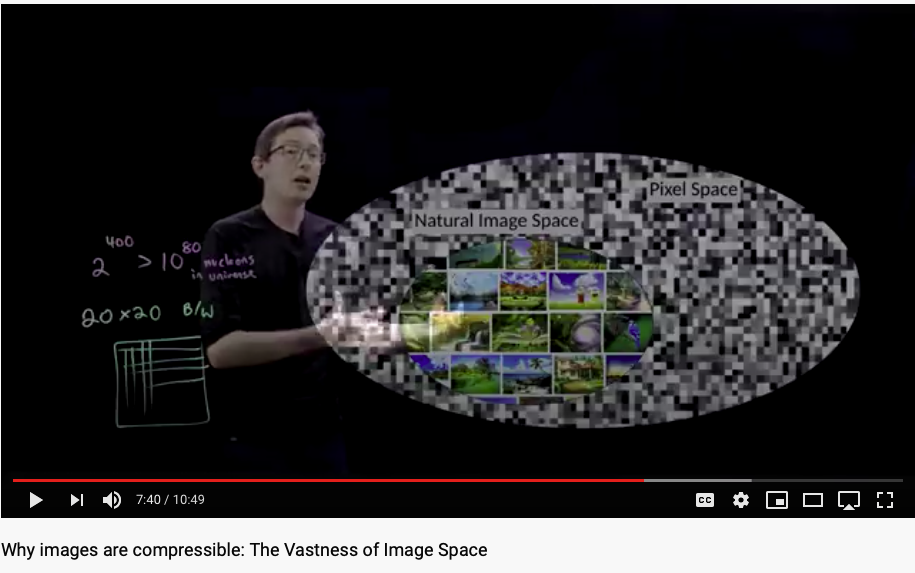 Pixel Space
Natural Image Space
2^400 > 10^80 nucleons
in universe
20 × 20 B/W
7:40 / 10:49
CC
Why images are compressible: The Vastness of Image Space